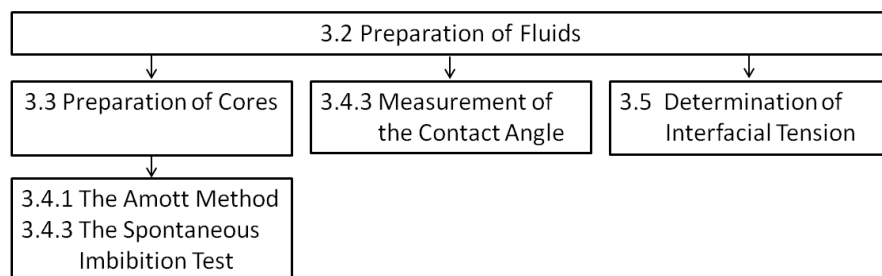 3.2 Preparation of Fluids
3.3 Preparation of Cores
3.4.3 Measurement of
the Contact Angle
3.5 Determination of
Interfacial Tension
3.4.1 The Amott Method
3.4.3 The Spontaneous
Imbibition Test